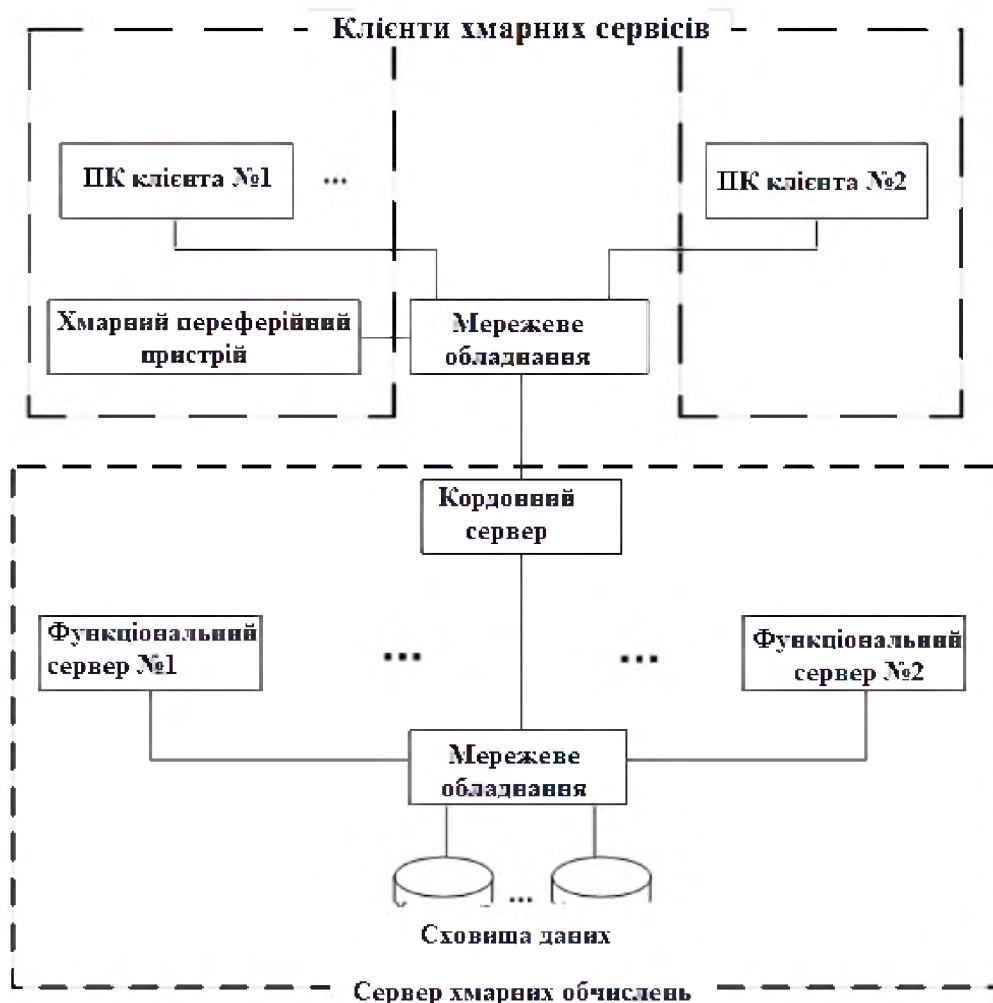 Клієнти хмарних сервісів
ПК клієнта №1
...
ПК клієнта №2
Хмарний переферійний
пристрій
Мережеве
обладнання
Кордонний
сервер
Функціональний
сервер №1
...
...
Функціональний
сервер №2
Мережеве
обладнання
...
Сховиша даних
Сервер хмарних обчислень